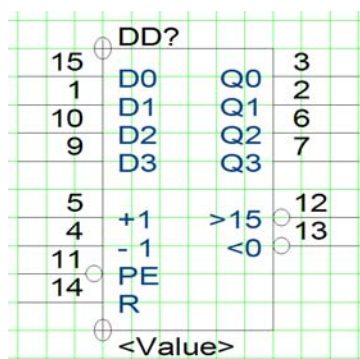 DD?
15 D0 Q0 3
1 D1 Q1 2
10 D2 Q2 6
9 D3 Q3 7
5 +1 >15 12
4 - 1 <0 13
11 PE
14 R
<Value>